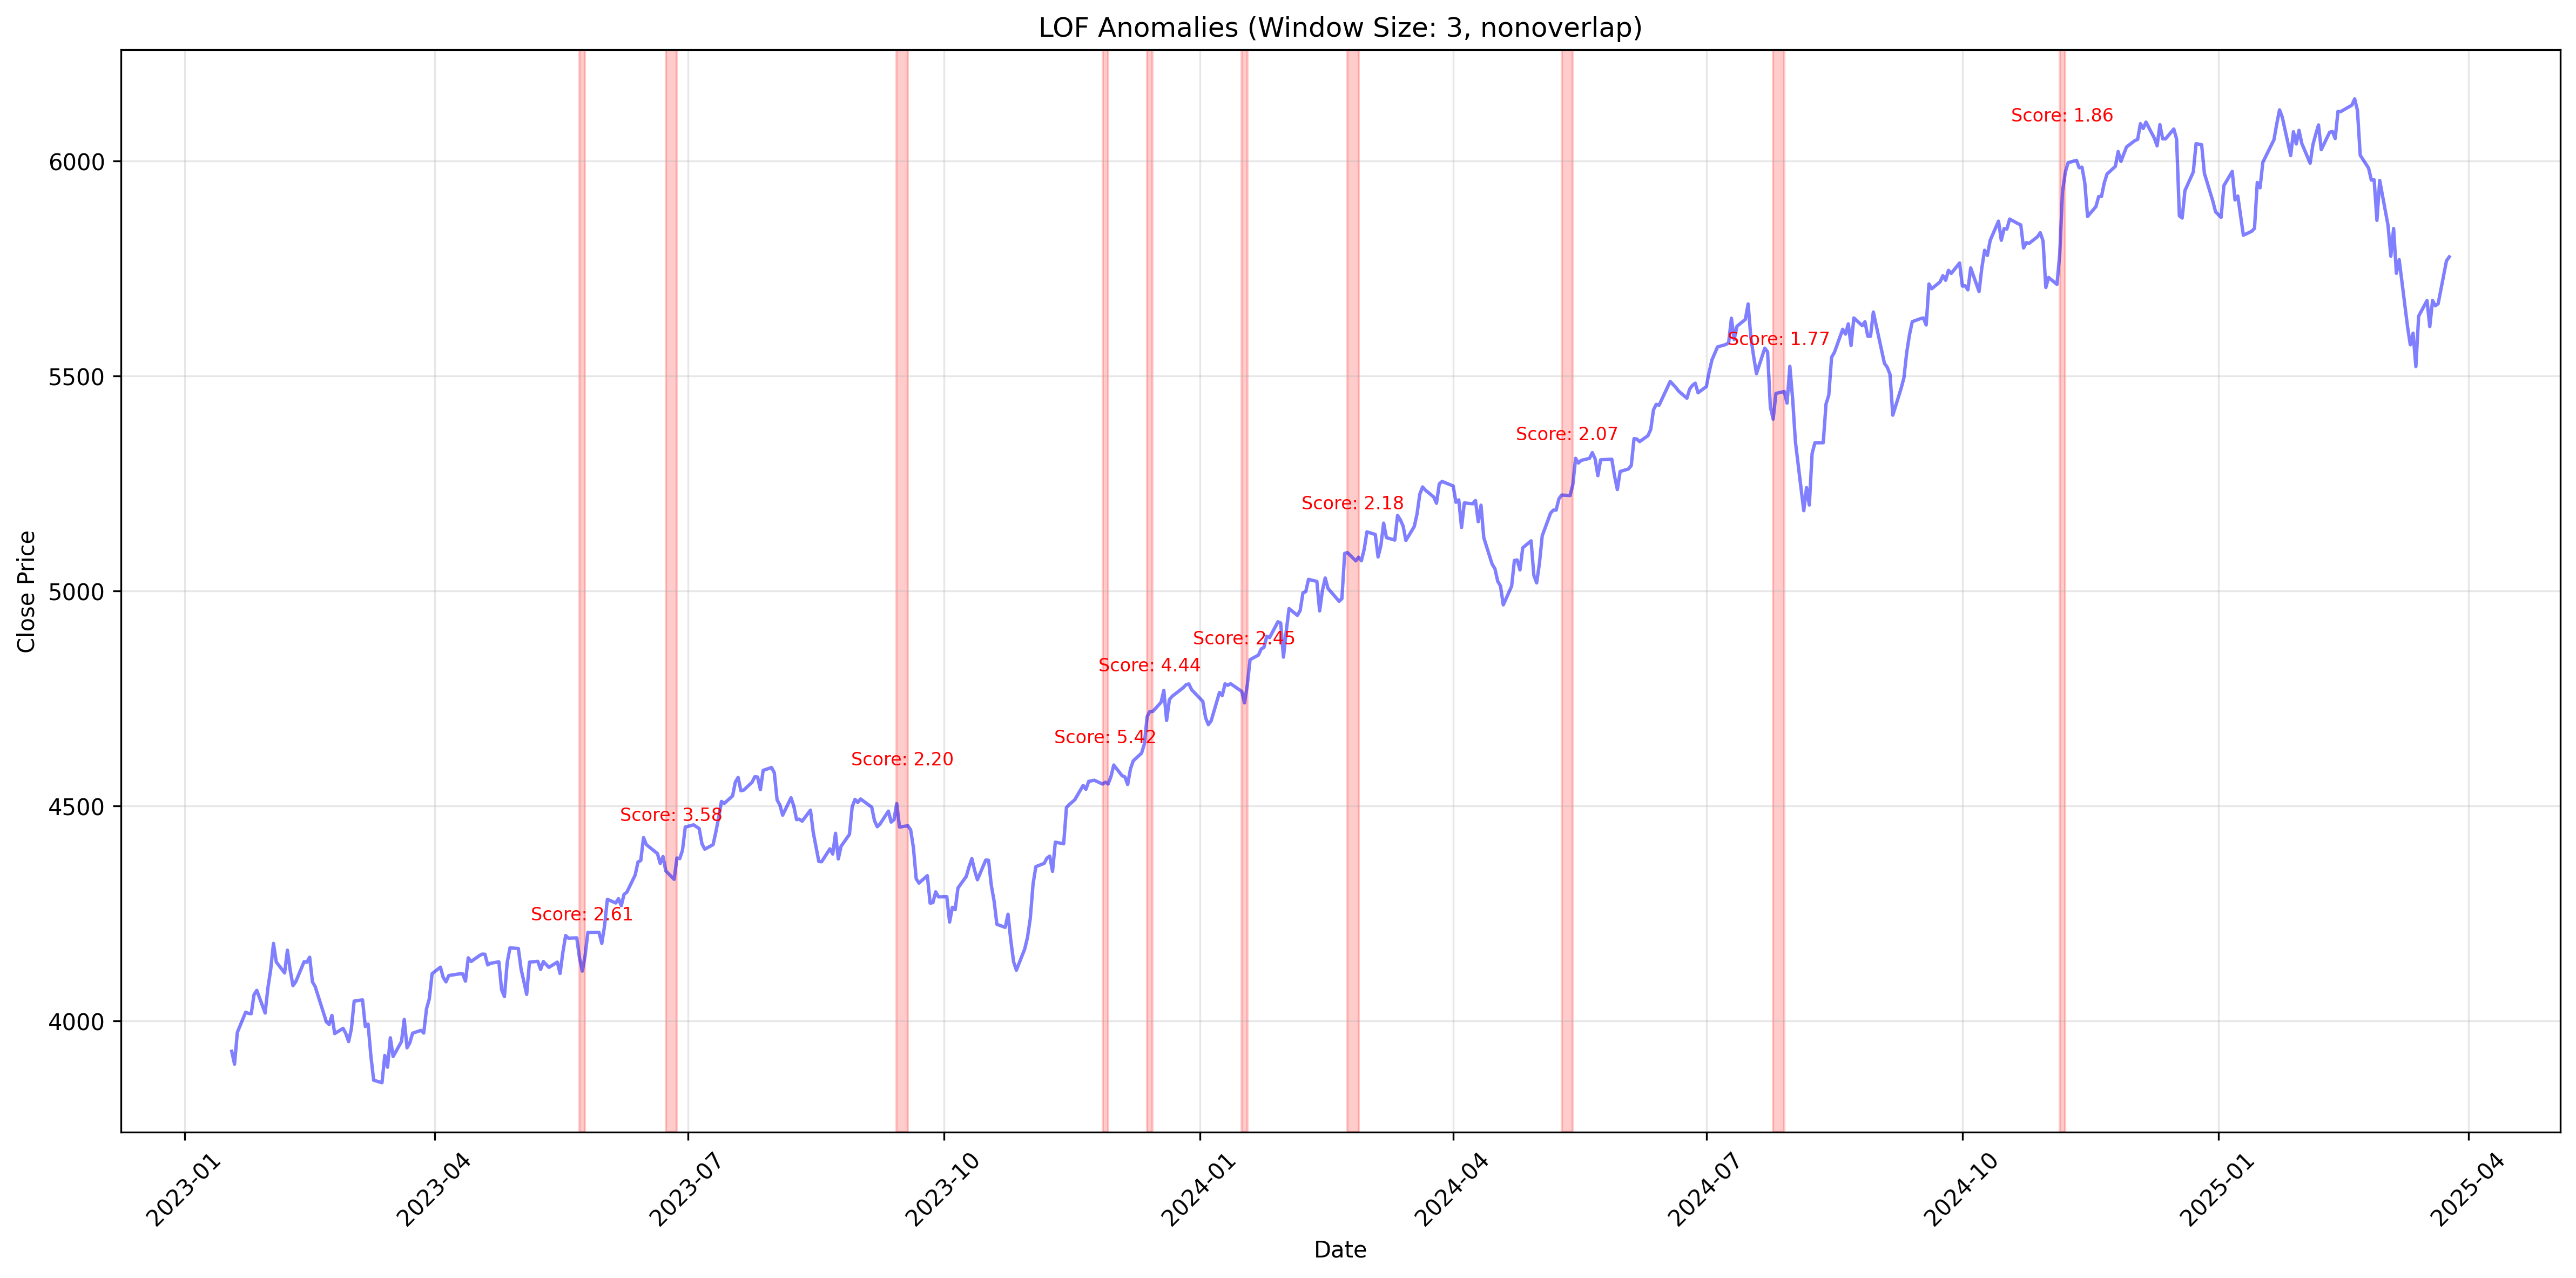 LOF Anomalies (Window Size: 3, nonoverlap)
Close Price
6000
5500
5000
4500
4000
Score: 1.86
Score: 1.77
Score: 2.07
Score: 2.18
Score: 2.45
Score: 4.44
Score: 5.42
Score: 2.20
Score: 3.58
Score: 2.61
2023-01
2023-04
2023-07
2023-10
2024-01
2024-04
2024-07
2024-10
2025-01
2025-04
Date